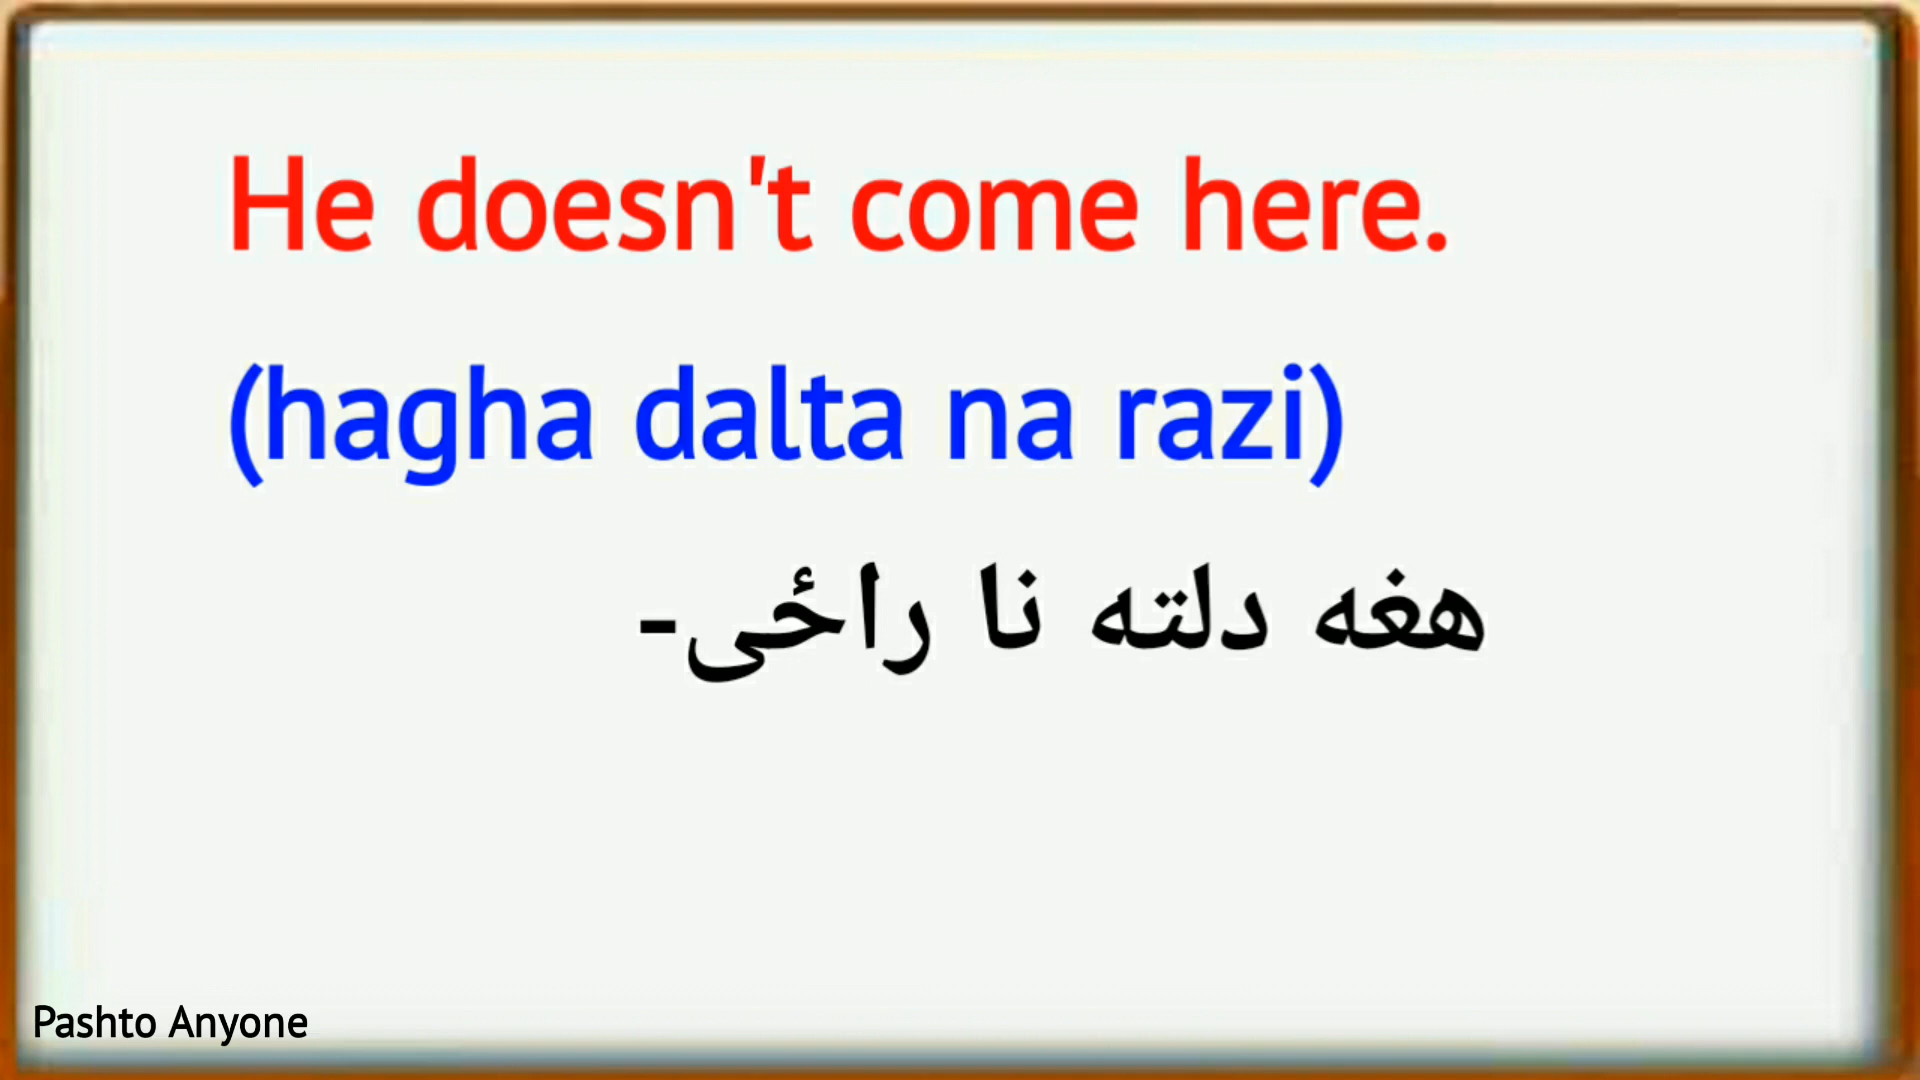 He doesn't come here.
(hagha dalta na razi)
هغه دلته نا راځی-
Pashto Anyone